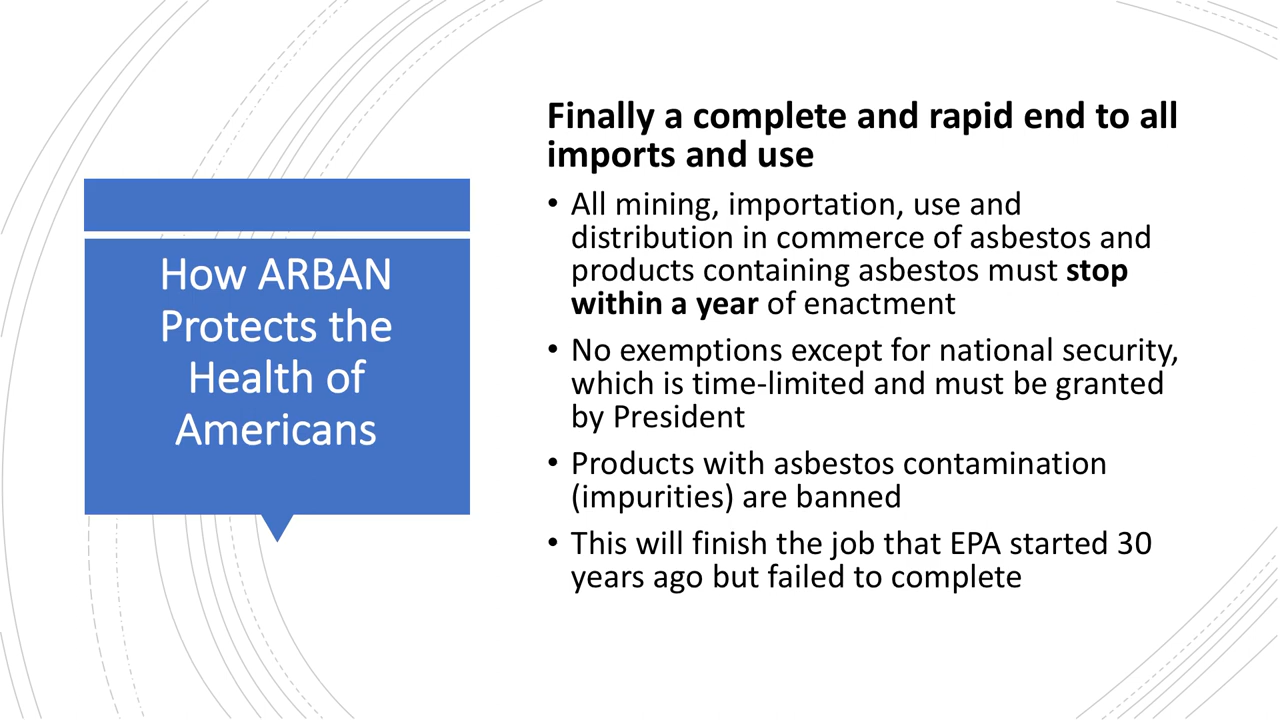 How ARBAN
Protects the
Health of
Americans
Finally a complete and rapid end to all
imports and use
• All mining, importation, use and
distribution in commerce of asbestos and
products containing asbestos must stop
within a year of enactment
• No exemptions except for national security,
which is time-limited and must be granted
by President
• Products with asbestos contamination
(impurities) are banned
• This will finish the job that EPA started 30
years ago but failed to complete